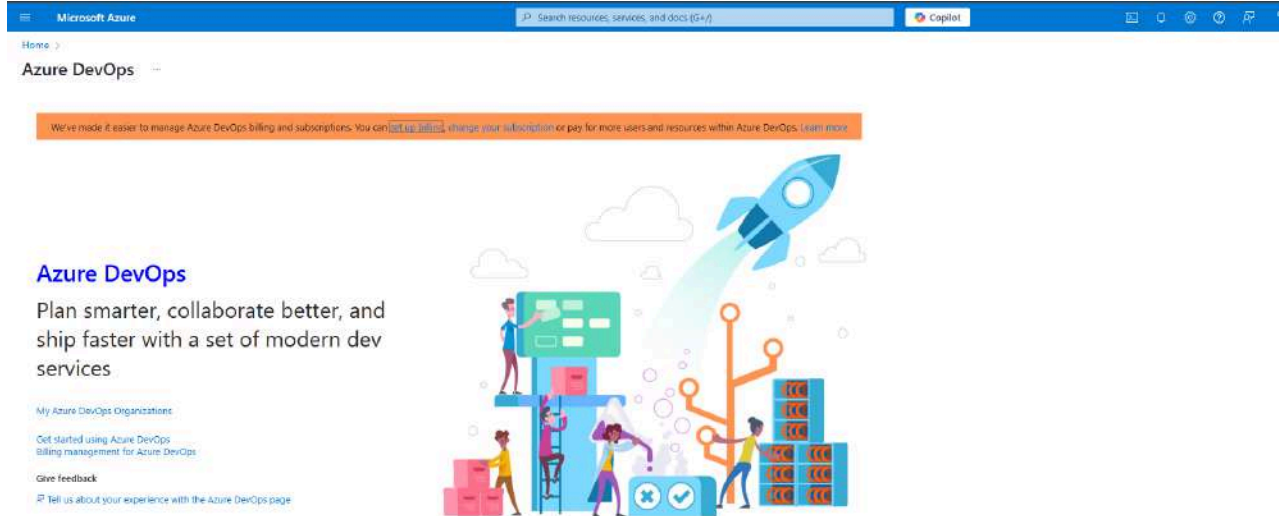 Microsoft Azure
Search resources, services, and docs (G+/)
Copilot
Home >
Azure DevOps ...
We've made it easier to manage Azure DevOps billing and subscriptions. You can set up billing, change your subscription or pay for more users and resources within Azure DevOps. Learn more
Azure DevOps
Plan smarter, collaborate better, and
ship faster with a set of modern dev
services
My Azure DevOps Organizations
Get started using Azure DevOps
Billing management for Azure DevOps
Give feedback
Tell us about your experience with the Azure DevOps page